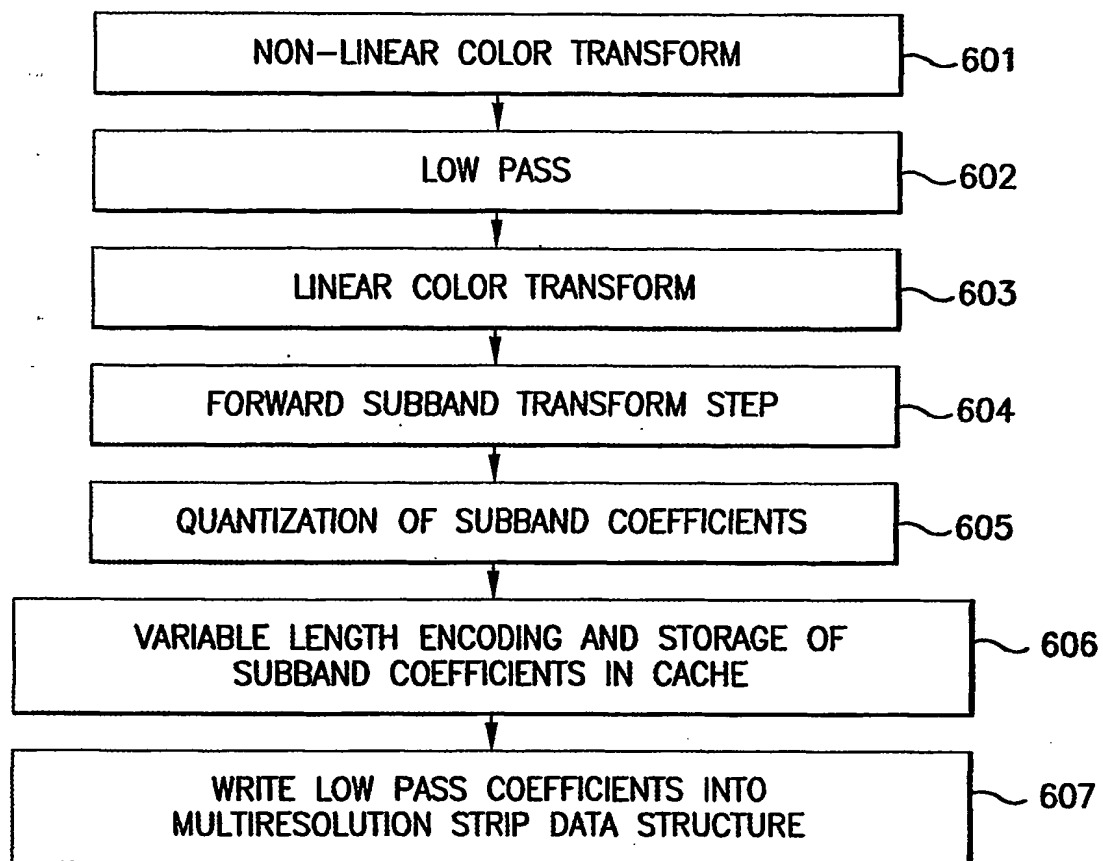 NON-LINEAR COLOR TRANSFORM 601
LOW PASS 602
LINEAR COLOR TRANSFORM 603
FORWARD SUBBAND TRANSFORM STEP 604
QUANTIZATION OF SUBBAND COEFFICIENTS 605
VARIABLE LENGTH ENCODING AND STORAGE OF
SUBBAND COEFFICIENTS IN CACHE 606
WRITE LOW PASS COEFFICIENTS INTO
MULTIRESOLUTION STRIP DATA STRUCTURE 607